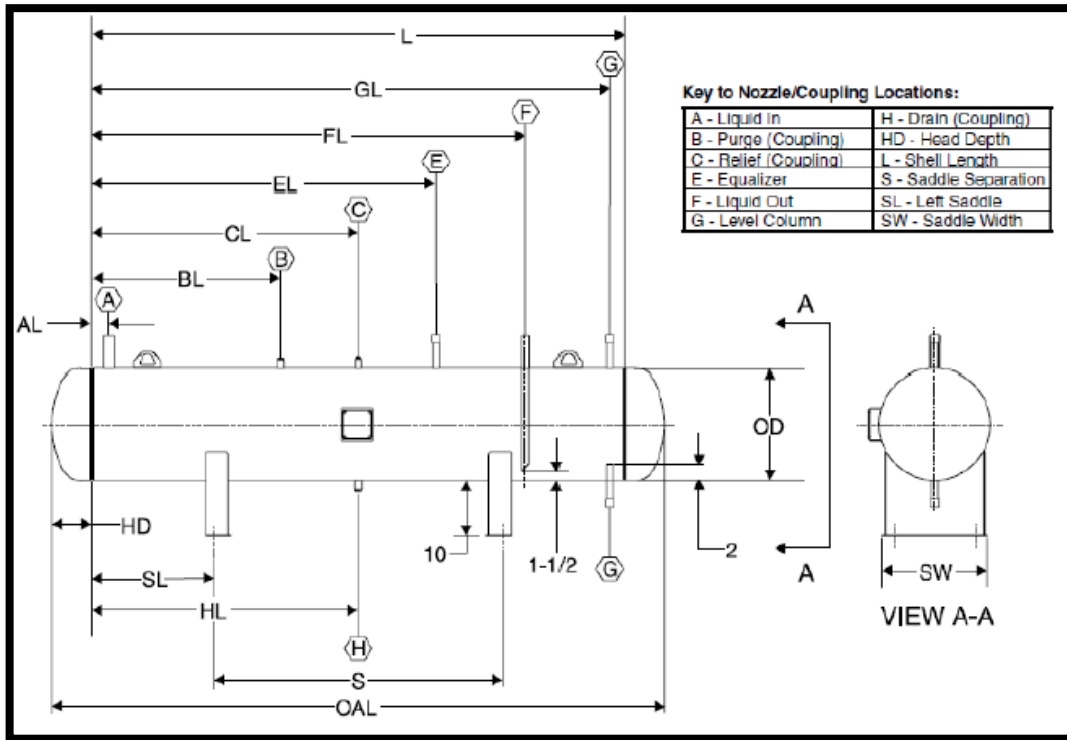 L
G
GL
F
FL
E
EL
C
CL
B
BL
A
AL
Key to Nozzle/Coupling Locations:
A - Liquid In H - Drain (Coupling)
B - Purge (Coupling) HD - Head Depth
C - Relief (Coupling) L - Shell Length
E - Equalizer S - Saddle Separation
F - Liquid Out SL - Left Saddle
G - Level Column SW - Saddle Width
A
OD
HD
10
1-1/2
2
G
A
SL
SW
HL
VIEW A-A
H
S
OAL